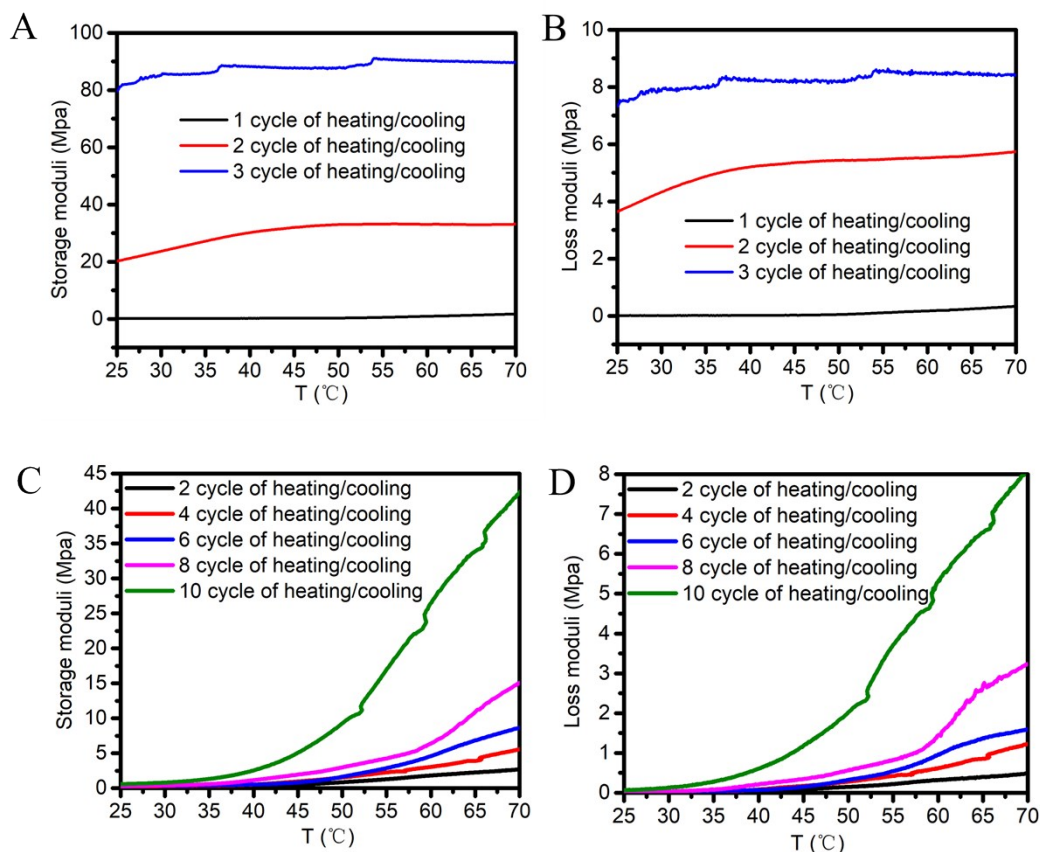 A
Storage moduli (Mpa)
100
80
60
40
20
0
1 cycle of heating/cooling
2 cycle of heating/cooling
3 cycle of heating/cooling
25 30 35 40 45 50 55 60 65 70
T (℃)
B
Loss moduli (Mpa)
10
8
6
4
2
0
1 cycle of heating/cooling
2 cycle of heating/cooling
3 cycle of heating/cooling
25 30 35 40 45 50 55 60 65 70
T (℃)
C
Storage moduli (Mpa)
45
40
35
30
25
20
15
10
5
0
2 cycle of heating/cooling
4 cycle of heating/cooling
6 cycle of heating/cooling
8 cycle of heating/cooling
10 cycle of heating/cooling
25 30 35 40 45 50 55 60 65 70
T (℃)
D
Loss moduli (Mpa)
8
7
6
5
4
3
2
1
0
2 cycle of heating/cooling
4 cycle of heating/cooling
6 cycle of heating/cooling
8 cycle of heating/cooling
10 cycle of heating/cooling
25 30 35 40 45 50 55 60 65 70
T (℃)